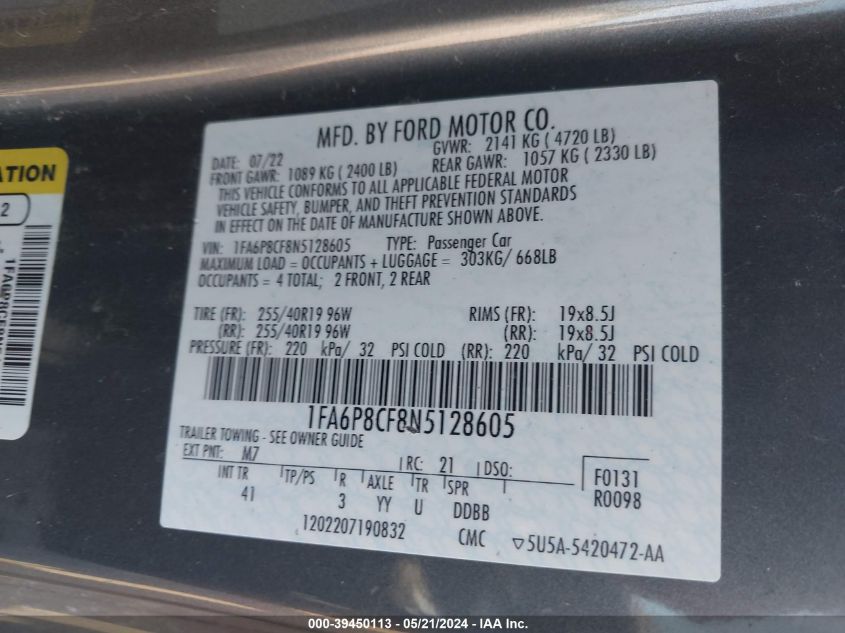 MFD. BY FORD MOTOR CO.
DATE: 07/22 GVWR: 2141 KG ( 4720 LB)
FRONT GAWR: 1089 KG ( 2400 LB) REAR GAWR: 1057 KG ( 2330 LB)
THIS VEHICLE CONFORMS TO ALL APPLICABLE FEDERAL MOTOR
VEHICLE SAFETY, BUMPER, AND THEFT PREVENTION STANDARDS
IN EFFECT ON THE DATE OF MANUFACTURE SHOWN ABOVE.
VIN: 1FA6P8CF8N5128605 TYPE: Passenger Car
MAXIMUM LOAD = OCCUPANTS + LUGGAGE = 303KG/ 668LB
OCCUPANTS = 4 TOTAL; 2 FRONT, 2 REAR
TIRE (FR): 255/40R19 96W RIMS (FR): 19x8.5J
(RR): 255/40R19 96W (RR): 19x8.5J
PRESSURE (FR): 220 kPa/ 32 PSI COLD (RR): 220 kPa/ 32 PSI COLD
1FA6P8CF8N5128605
TRAILER TOWING - SEE OWNER GUIDE
EXT PNT: M7 RC: 21 DSO: F0131
INT TR TP/PS R AXLE TR SPR R0098
41 3 YY U DDBB
1202207190832 CMC ▽5U5A-5420472-AA
ATION
2
000-39450113 - 05/21/2024 - IAA Inc.